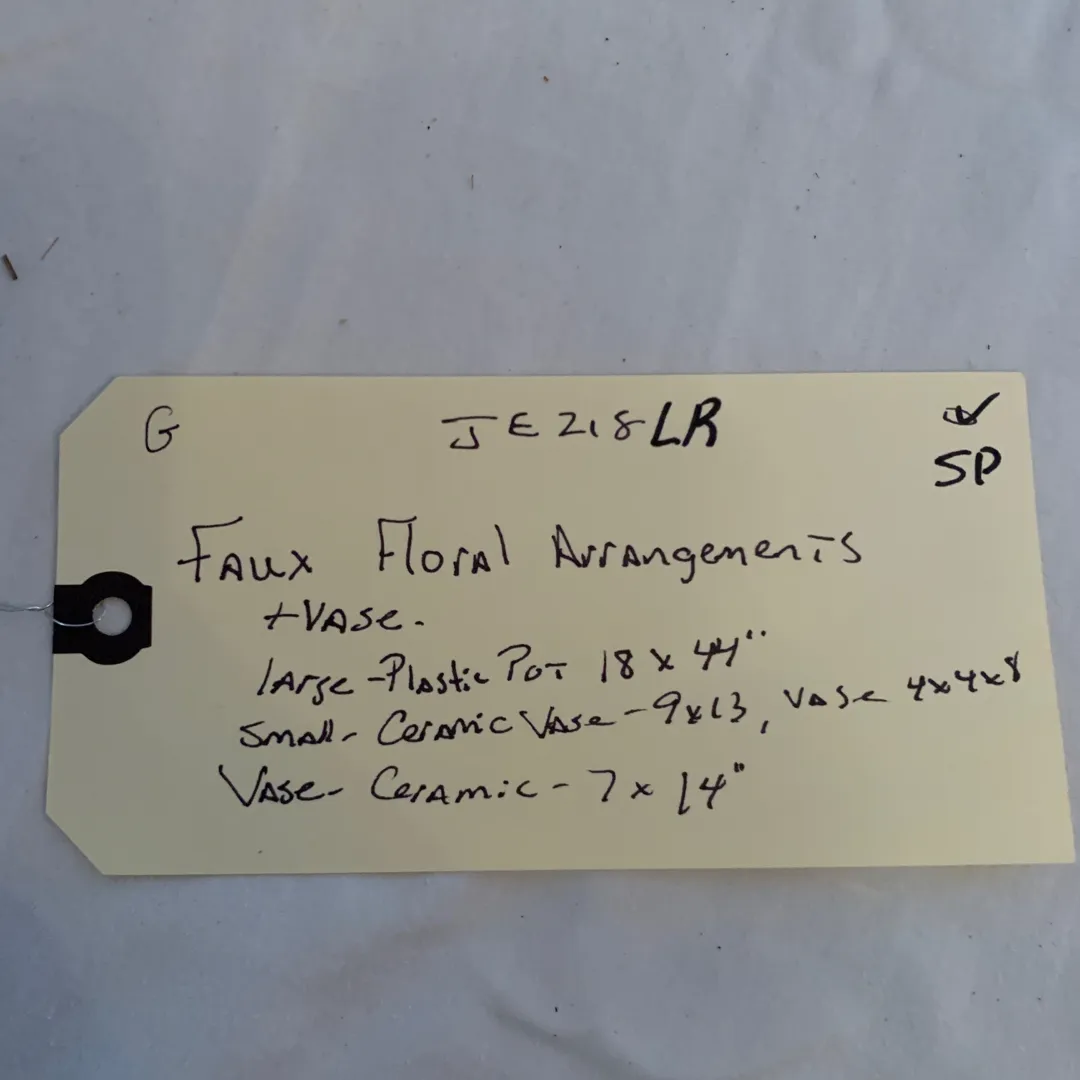 G JE218LR ✓
SP
Faux Floral Arrangements
+ Vase.
large - Plastic Pot 18 x 44"
Small - Ceramic Vase - 9x13, Vase 4x4x8
Vase - Ceramic - 7 x 14"